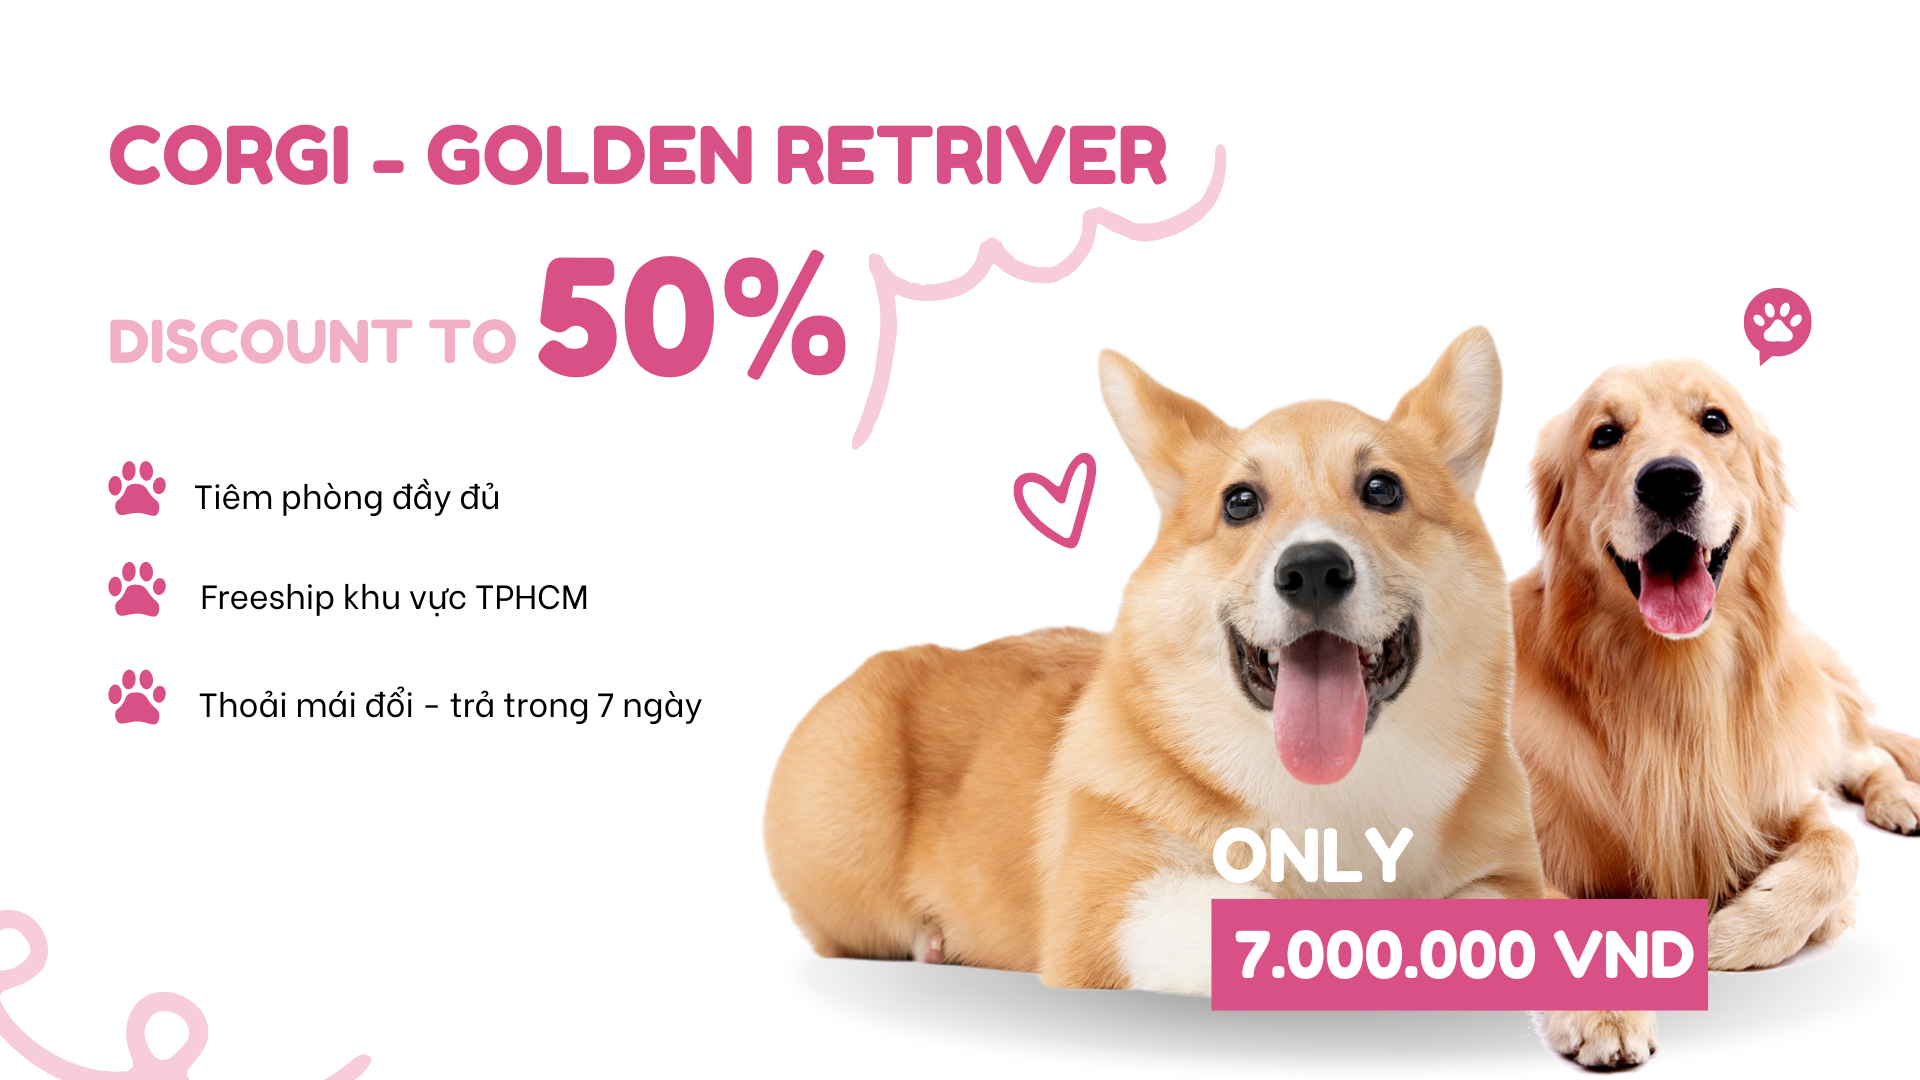 CORGI - GOLDEN RETRIVER
DISCOUNT TO 50%
Tiêm phòng đầy đủ
Freeship khu vực TPHCM
Thoải mái đổi - trả trong 7 ngày
ONLY
7.000.000 VND